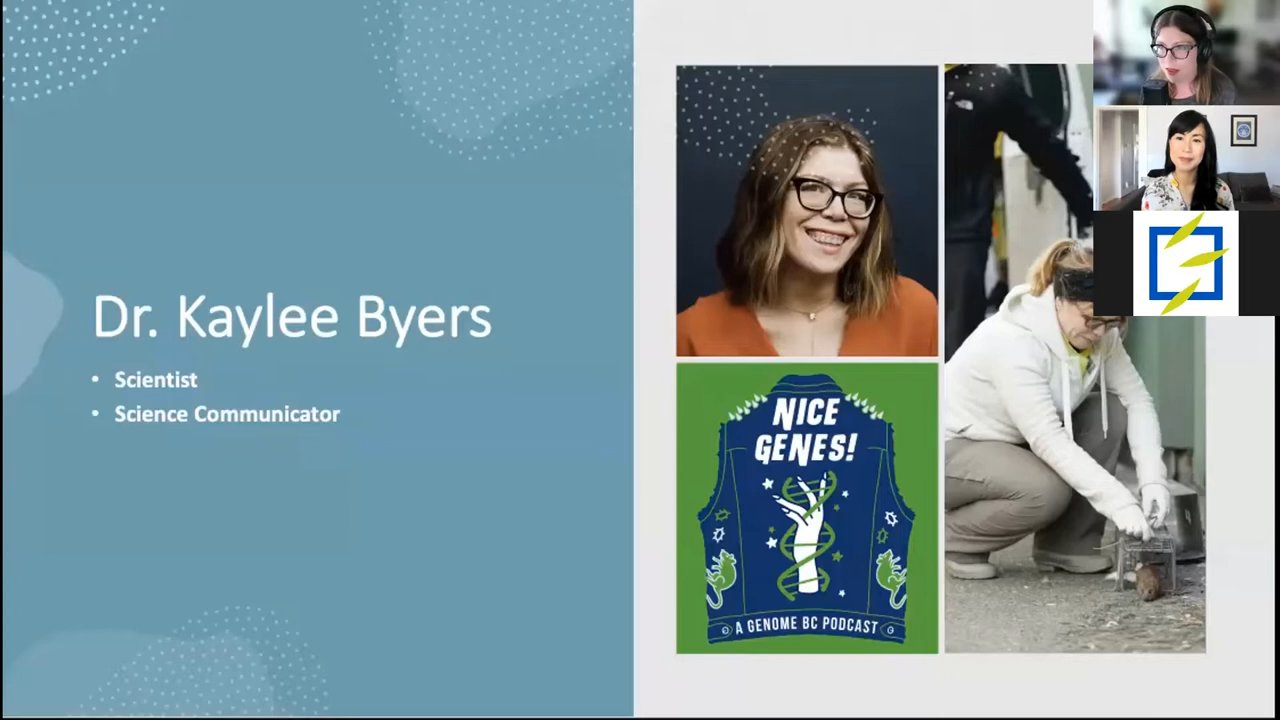 Dr. Kaylee Byers
• Scientist
• Science Communicator
NICE
GENES!
A GENOME BC PODCAST